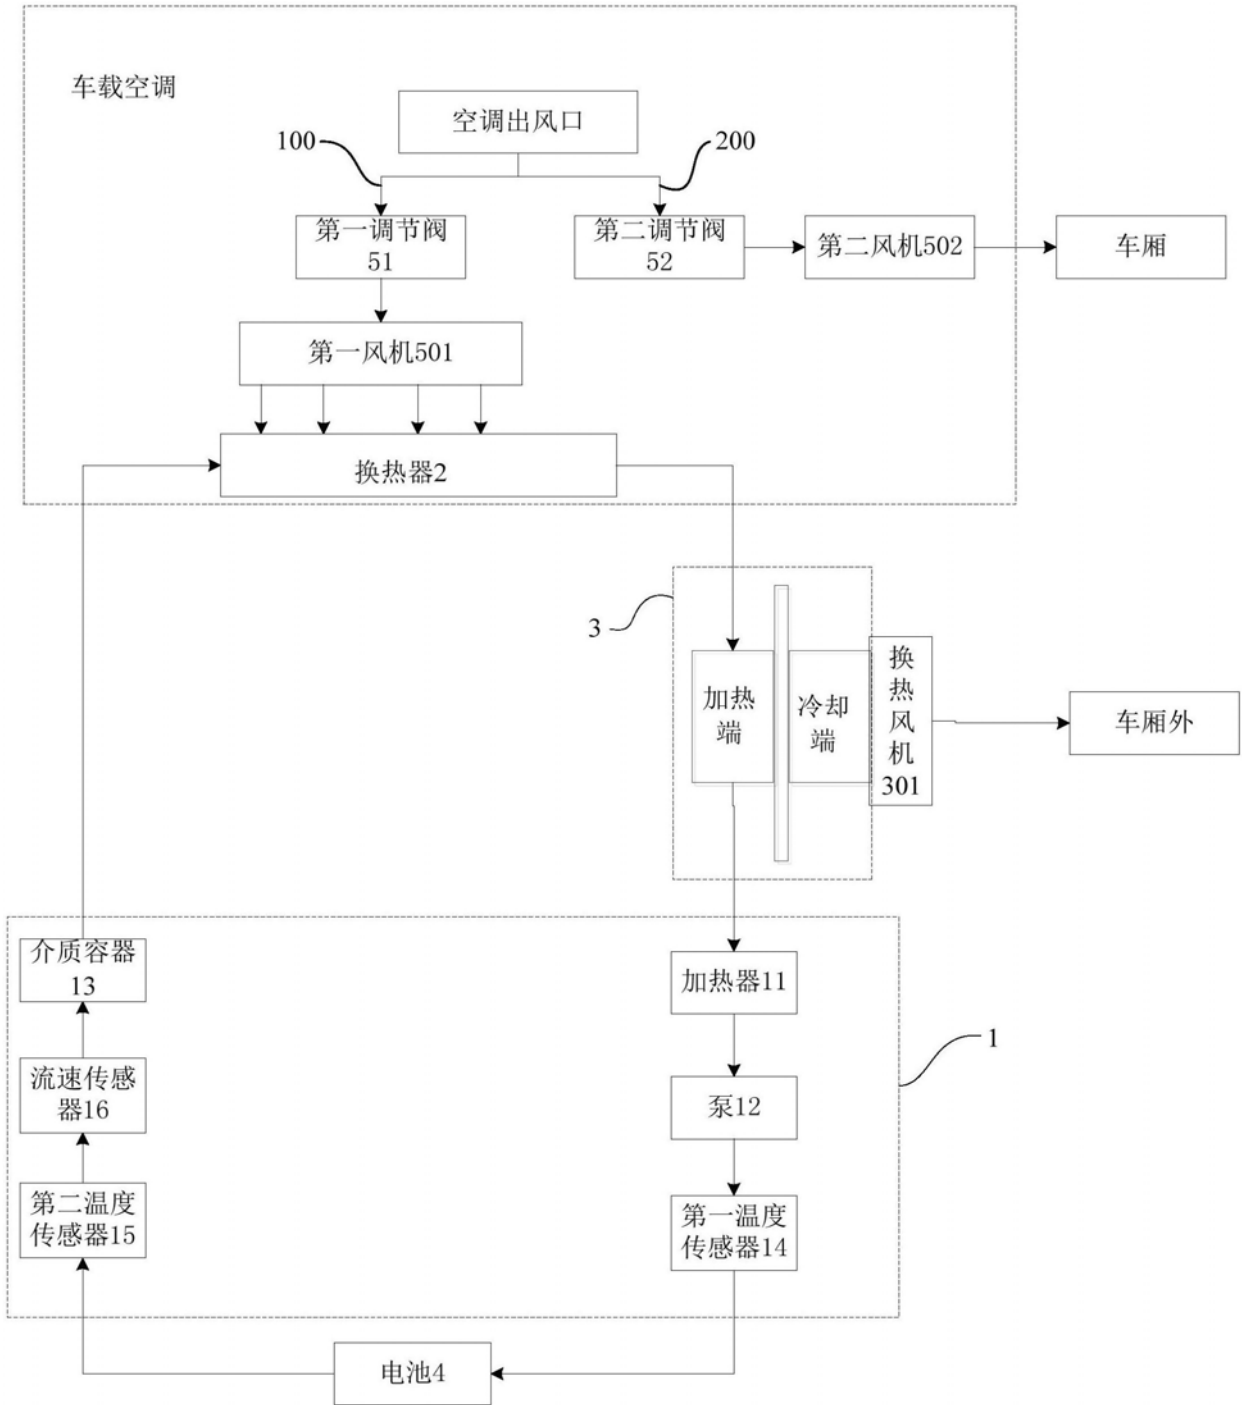 车载空调
空调出风口
100
200
第一调节阀
51
第二调节阀
52
第二风机502
车厢
第一风机501
换热器2
3
加热
端
冷却
端
换
热
风
机
301
车厢外
介质容器
13
加热器11
1
流速传感
器16
泵12
第二温度
传感器15
第一温度
传感器14
电池4